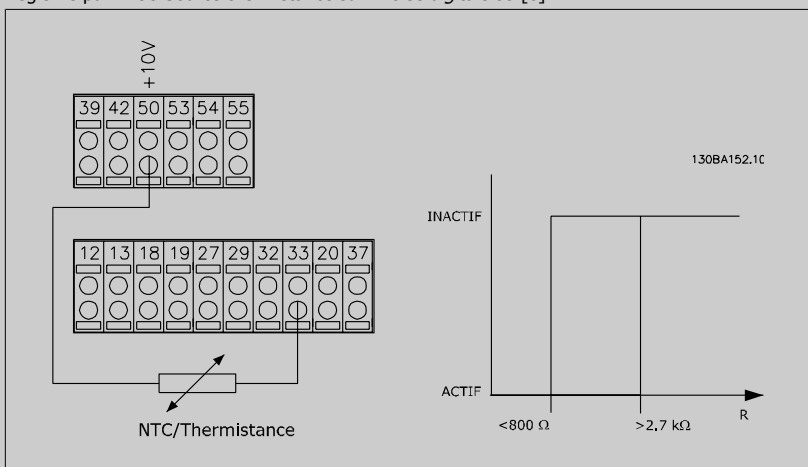 +10V
39 42 50 53 54 55
130BA152.10
INACTIF
12 13 18 19 27 29 32 33 20 37
ACTIF
<800 Ω
>2,7 kΩ
R
NTC/Thermistance